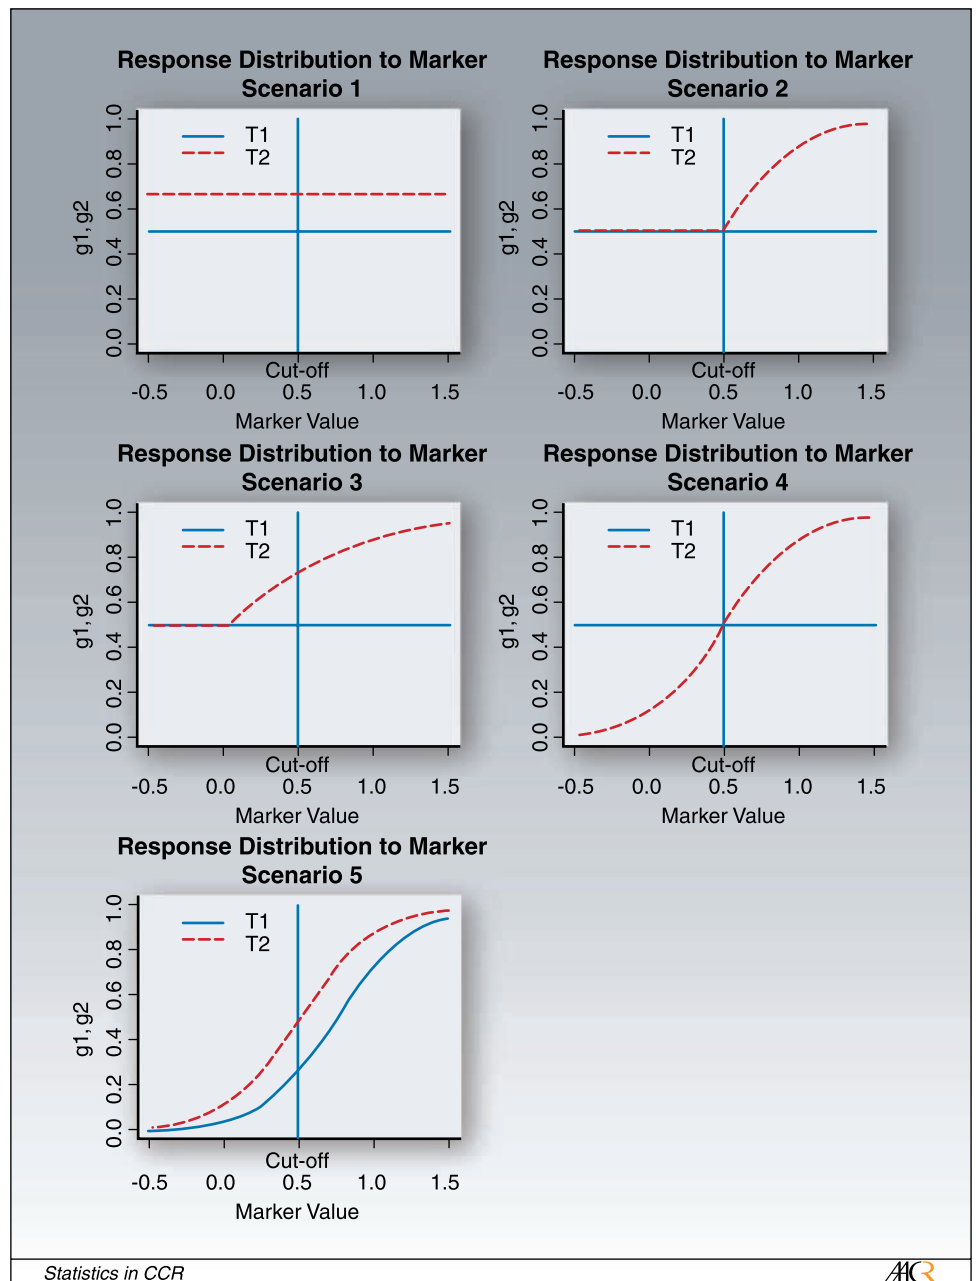 Response Distribution to Marker
Scenario 1
T1
T2
g1, g2
0.0 0.2 0.4 0.6 0.8 1.0
Cut-off
-0.5 0.0 0.5 1.0 1.5
Marker Value
Response Distribution to Marker
Scenario 2
T1
T2
g1, g2
0.0 0.2 0.4 0.6 0.8 1.0
Cut-off
-0.5 0.0 0.5 1.0 1.5
Marker Value
Response Distribution to Marker
Scenario 3
T1
T2
g1, g2
0.0 0.2 0.4 0.6 0.8 1.0
Cut-off
-0.5 0.0 0.5 1.0 1.5
Marker Value
Response Distribution to Marker
Scenario 4
T1
T2
g1, g2
0.0 0.2 0.4 0.6 0.8 1.0
Cut-off
-0.5 0.0 0.5 1.0 1.5
Marker Value
Response Distribution to Marker
Scenario 5
T1
T2
g1, g2
0.0 0.2 0.4 0.6 0.8 1.0
Cut-off
-0.5 0.0 0.5 1.0 1.5
Marker Value
Statistics in CCR
AACR